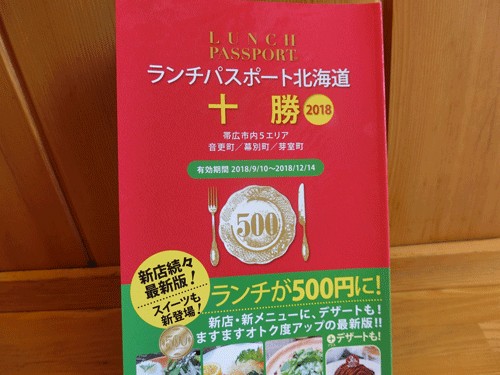 LUNCH
PASSPORT
ランチパスポート北海道
十勝 2018
帯広市内5エリア
音更町／幕別町／芽室町
有効期間 2018/9/10～2018/12/14
500
新店続々
最新版！
スイーツも
新登場！
ランチが500円に！
新店・新メニューに、デザートも！
ますますオトク度アップの最新版!!
+デザートも！
500